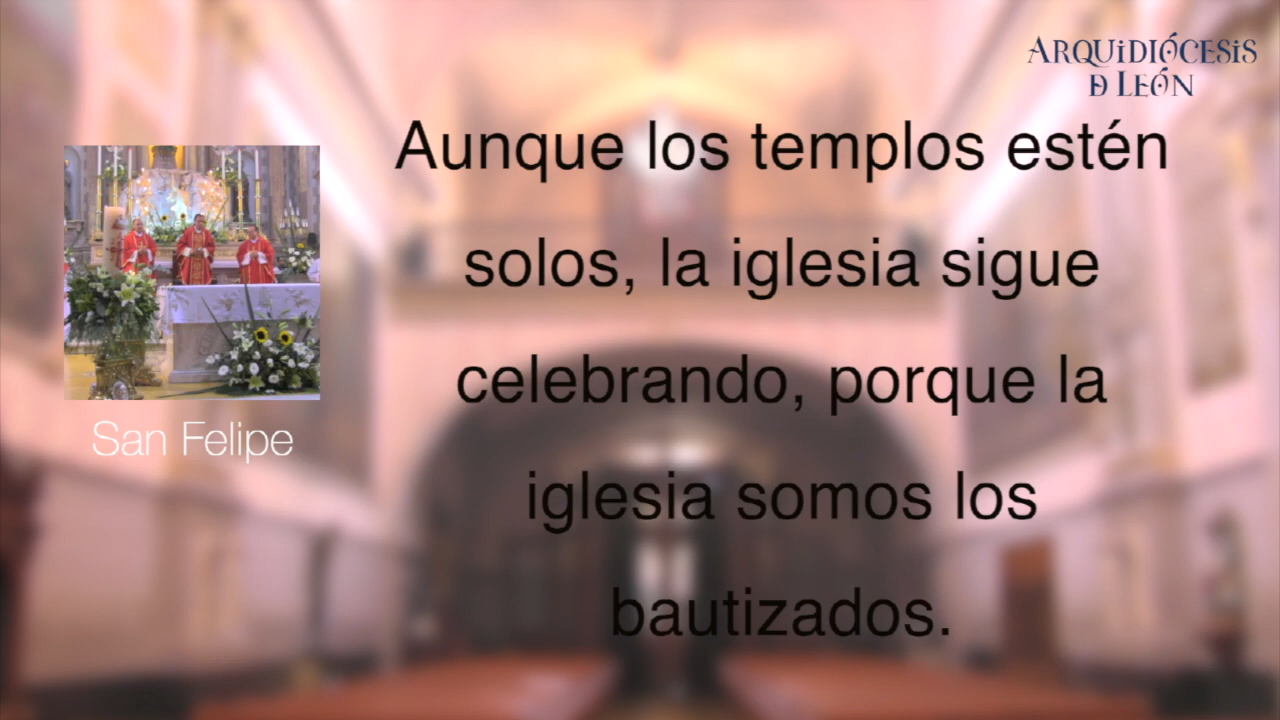 ARQUiDiÓCESiS
D LEÓN
Aunque los templos estén
solos, la iglesia sigue
celebrando, porque la
iglesia somos los
bautizados.
San Felipe